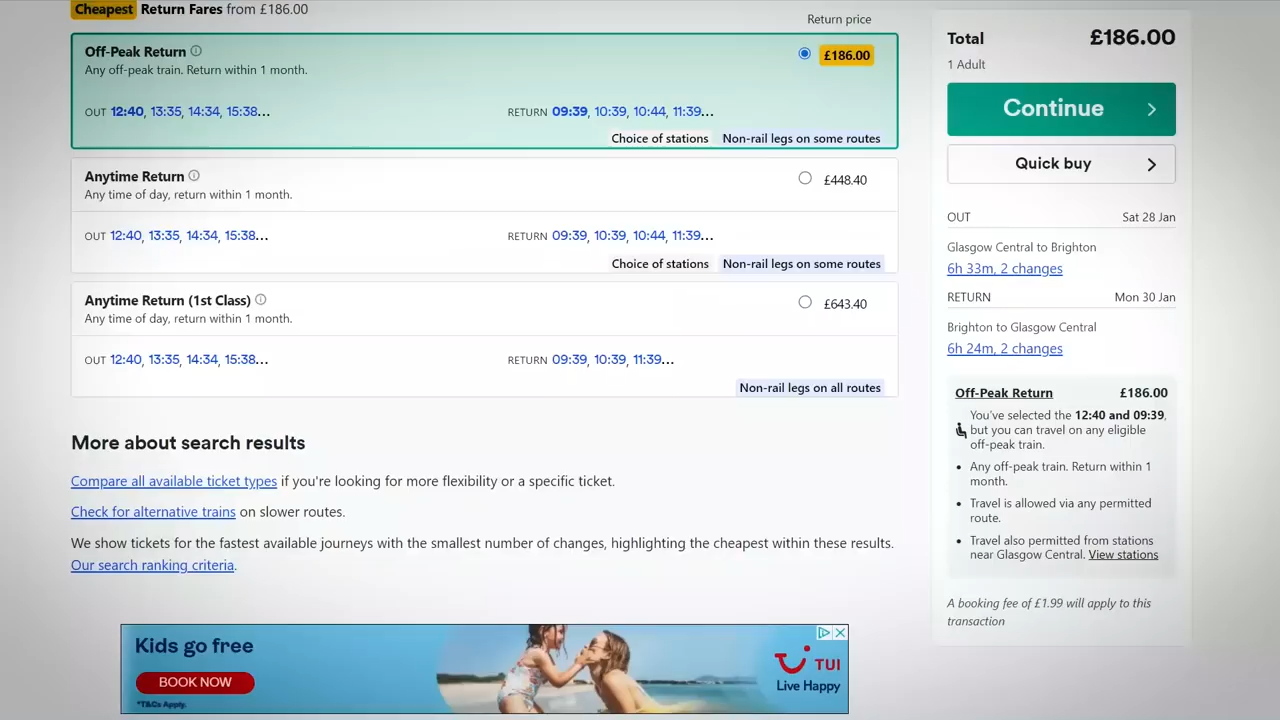 Cheapest Return Fares from £186.00
Return price
Off-Peak Return
£186.00
Any off-peak train. Return within 1 month.
OUT 12:40, 13:35, 14:34, 15:38...
RETURN 09:39, 10:39, 10:44, 11:39...
Choice of stations
Non-rail legs on some routes
Anytime Return
£448.40
Any time of day, return within 1 month.
OUT 12:40, 13:35, 14:34, 15:38...
RETURN 09:39, 10:39, 10:44, 11:39...
Choice of stations
Non-rail legs on some routes
Anytime Return (1st Class)
£643.40
Any time of day, return within 1 month.
OUT 12:40, 13:35, 14:34, 15:38...
RETURN 09:39, 10:39, 11:39...
Non-rail legs on all routes
More about search results
Compare all available ticket types if you're looking for more flexibility or a specific ticket.
Check for alternative trains on slower routes.
We show tickets for the fastest available journeys with the smallest number of changes, highlighting the cheapest within these results.
Our search ranking criteria.
Kids go free
BOOK NOW
*T&Cs Apply.
TUI
Live Happy
Total
£186.00
1 Adult
Continue
Quick buy
OUT
Sat 28 Jan
Glasgow Central to Brighton
6h 33m, 2 changes
RETURN
Mon 30 Jan
Brighton to Glasgow Central
6h 24m, 2 changes
Off-Peak Return
£186.00
You've selected the 12:40 and 09:39,
but you can travel on any eligible
off-peak train.
Any off-peak train. Return within 1
month.
Travel is allowed via any permitted
route.
Travel also permitted from stations
near Glasgow Central. View stations
A booking fee of £1.99 will apply to this
transaction